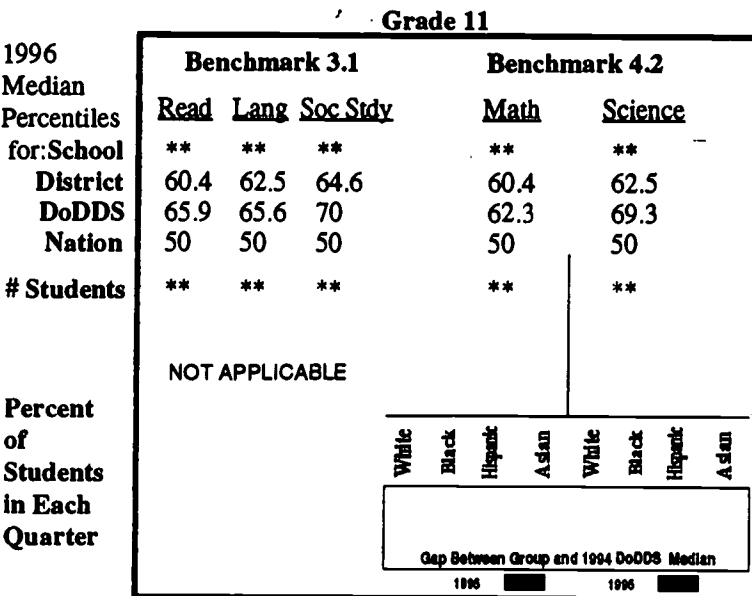 Grade 11
1996 Median Percentiles for:
Benchmark 3.1 Benchmark 4.2
Read Lang Soc Stdy Math Science
School ** ** ** ** **
District 60.4 62.5 64.6 60.4 62.5
DoDDS 65.9 65.6 70 62.3 69.3
Nation 50 50 50 50 50
# Students ** ** ** ** **
NOT APPLICABLE
Percent
of
Students
in Each
Quarter
White Black Hispanic Asian White Black Hispanic Asian
Gap Between Group and 1994 DoDDS Median